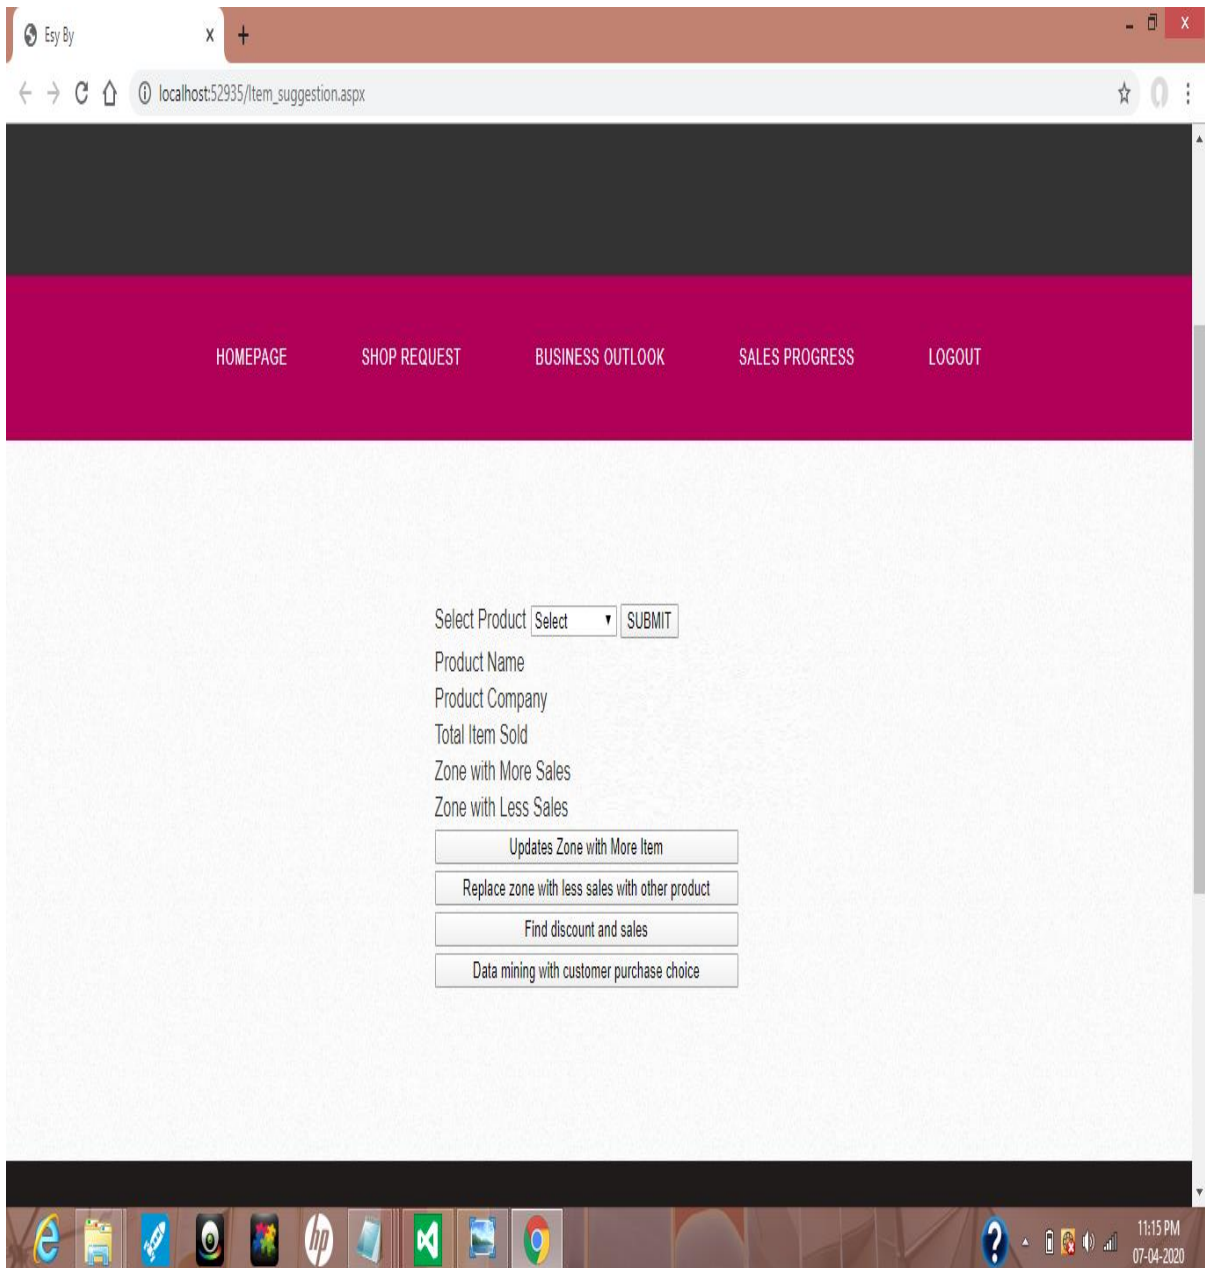 Esy By
localhost:52935/Item_suggestion.aspx
HOMEPAGE SHOP REQUEST BUSINESS OUTLOOK SALES PROGRESS LOGOUT
Select Product Select SUBMIT
Product Name
Product Company
Total Item Sold
Zone with More Sales
Zone with Less Sales
Updates Zone with More Item
Replace zone with less sales with other product
Find discount and sales
Data mining with customer purchase choice
hp
11:15 PM
07-04-2020